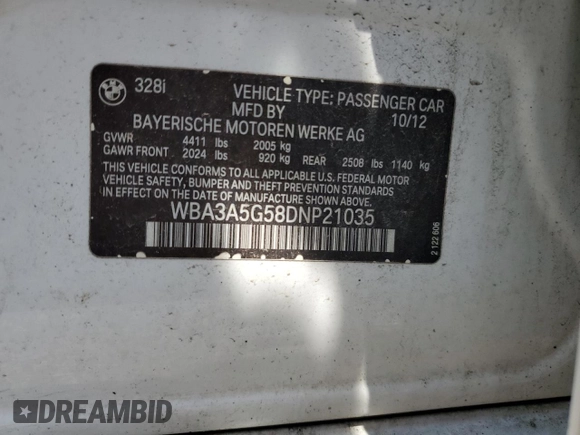 BMW
328i
VEHICLE TYPE: PASSENGER CAR
MFD BY 10/12
BAYERISCHE MOTOREN WERKE AG
GVWR 4411 lbs 2005 kg
GAWR FRONT 2024 lbs 920 kg REAR 2508 lbs 1140 kg
THIS VEHICLE CONFORMS TO ALL APPLICABLE U.S. FEDERAL MOTOR
VEHICLE SAFETY, BUMPER AND THEFT PREVENTION STANDARDS
IN EFFECT ON THE DATE OF MANUFACTURE SHOWN ABOVE.
WBA3A5G58DNP21035
2 122 606
DREAMBID